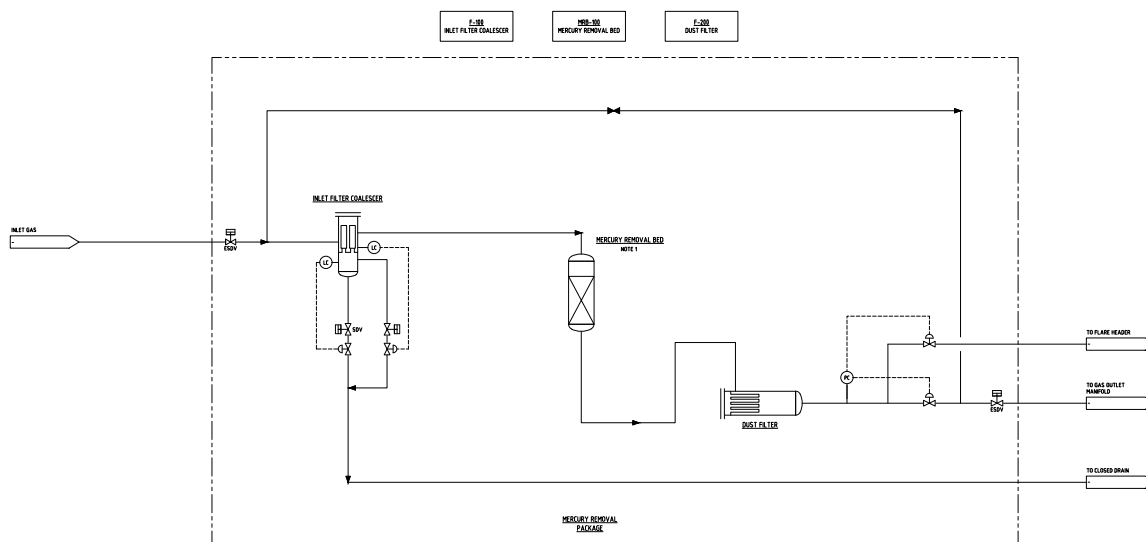 F-100
INLET FILTER COALESCER
MRB-100
MERCURY REMOVAL BED
F-200
DUST FILTER
INLET FILTER COALESCER
INLET GAS
-
ESDV
LC
LC
SDV
MERCURY REMOVAL BED
NOTE 1
PC
DUST FILTER
ESDV
TO FLARE HEADER
-
TO GAS OUTLET
MANIFOLD
-
TO CLOSED DRAIN
-
MERCURY REMOVAL
PACKAGE